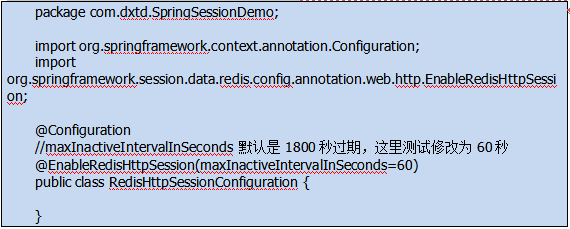 package com.dxtd.SpringSessionDemo;
import org.springframework.context.annotation.Configuration;
import
org.springframework.session.data.redis.config.annotation.web.http.EnableRedisHttpSessi
on;
@Configuration
//maxInactiveIntervalInSeconds 默认是 1800 秒过期，这里测试修改为 60 秒
@EnableRedisHttpSession(maxInactiveIntervalInSeconds=60)
public class RedisHttpSessionConfiguration {
}